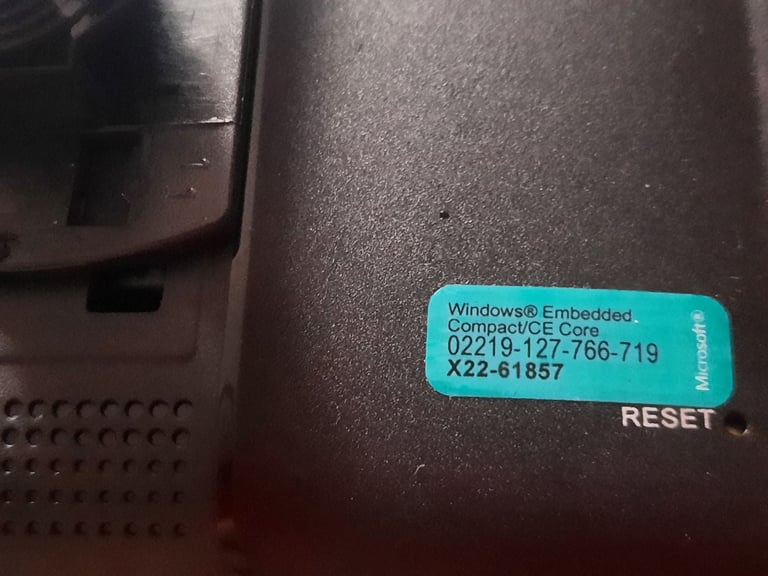 Windows® Embedded
Compact/CE Core
02219-127-766-719
X22-61857
Microsoft®
RESET